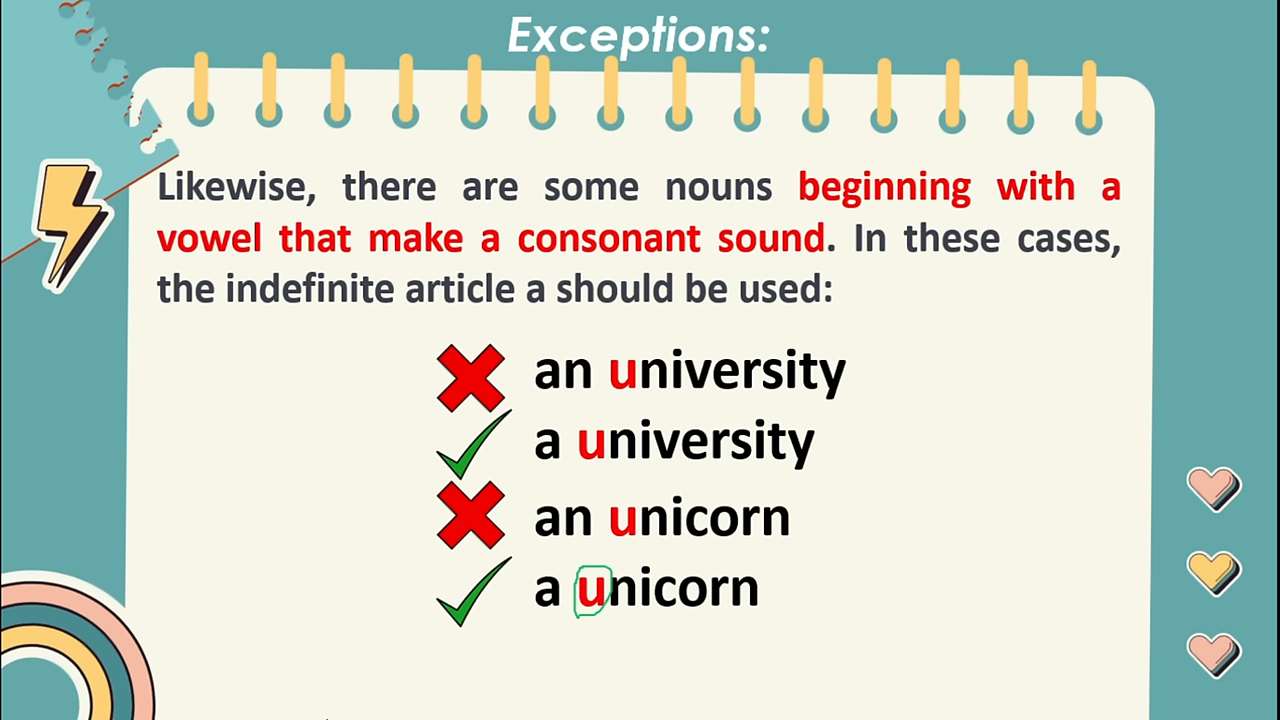 Exceptions:
Likewise, there are some nouns beginning with a
vowel that make a consonant sound. In these cases,
the indefinite article a should be used:
an university
a university
an unicorn
a unicorn